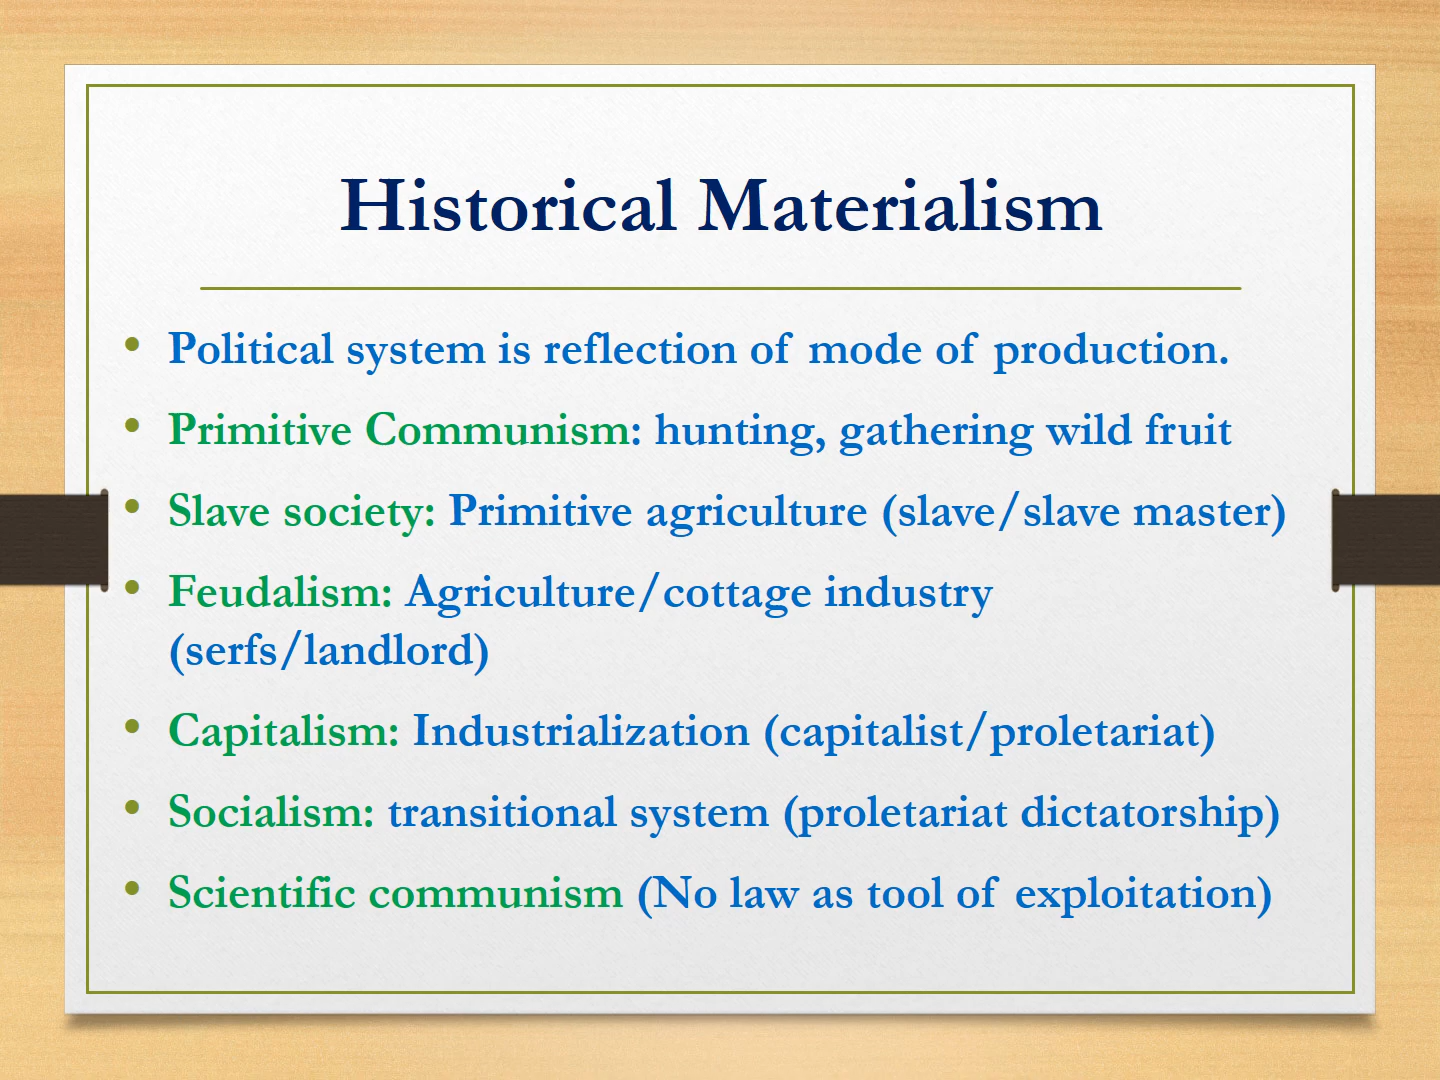 Historical Materialism
• Political system is reflection of mode of production.
• Primitive Communism: hunting, gathering wild fruit
• Slave society: Primitive agriculture (slave/slave master)
• Feudalism: Agriculture/cottage industry
(serfs/landlord)
• Capitalism: Industrialization (capitalist/proletariat)
• Socialism: transitional system (proletariat dictatorship)
• Scientific communism (No law as tool of exploitation)